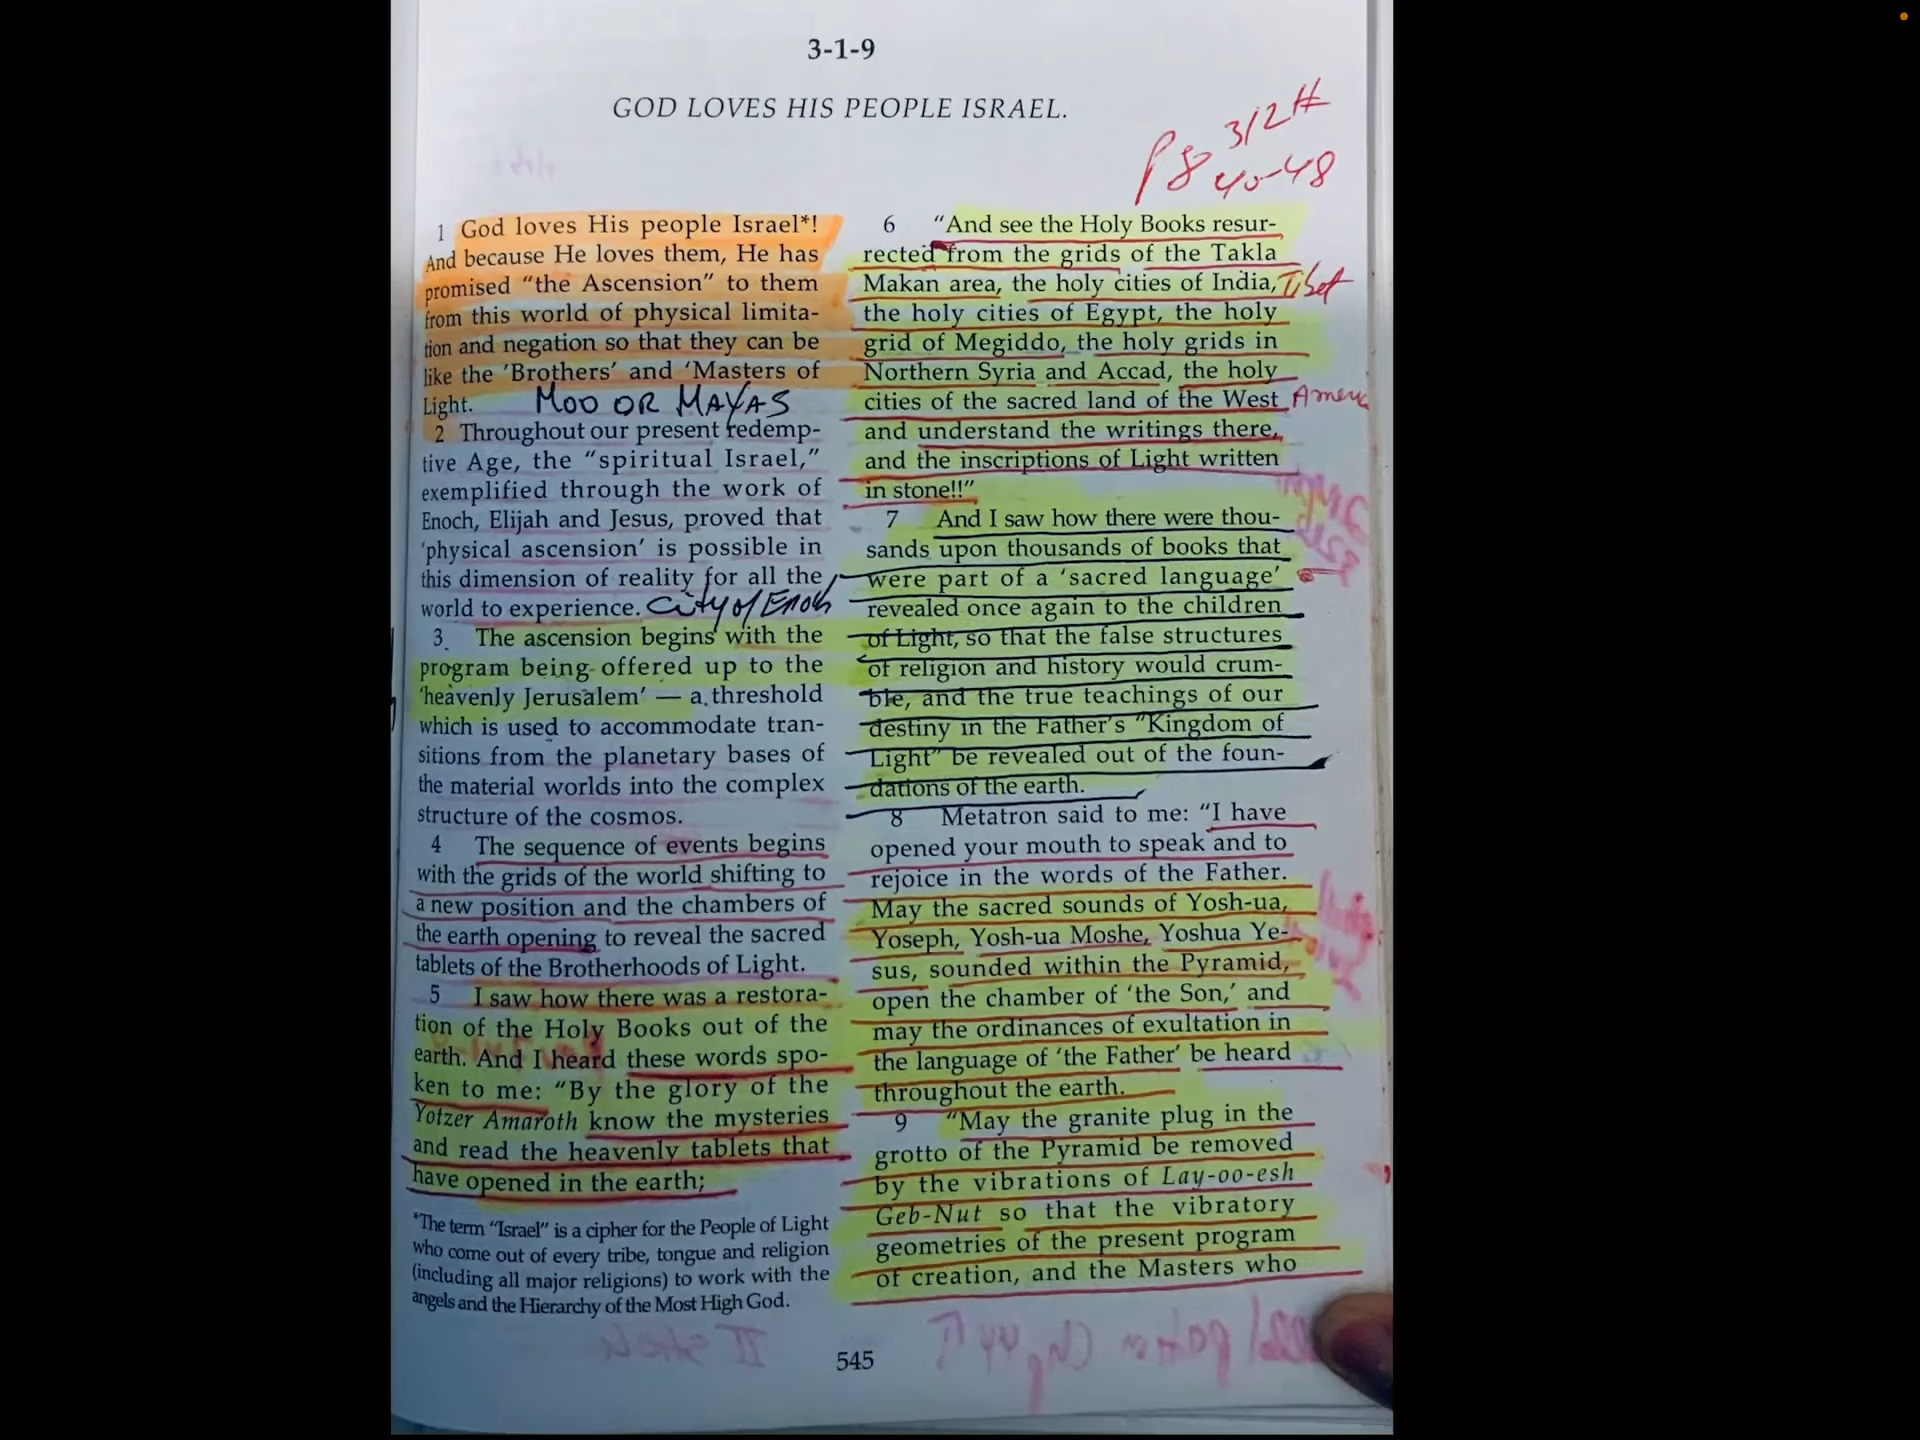 3-1-9
GOD LOVES HIS PEOPLE ISRAEL.
Pg 312 #
40-48
1 God loves His people Israel*!
And because He loves them, He has
promised “the Ascension” to them
from this world of physical limita-
tion and negation so that they can be
like the ‘Brothers’ and ‘Masters of
Light. MOO OR MAYAS
2 Throughout our present redemp-
tive Age, the “spiritual Israel,”
exemplified through the work of
Enoch, Elijah and Jesus, proved that
‘physical ascension’ is possible in
this dimension of reality for all the
world to experience. City of Enoch
3 The ascension begins with the
program being offered up to the
‘heavenly Jerusalem’ — a threshold
which is used to accommodate tran-
sitions from the planetary bases of
the material worlds into the complex
structure of the cosmos.
4 The sequence of events begins
with the grids of the world shifting to
a new position and the chambers of
the earth opening to reveal the sacred
tablets of the Brotherhoods of Light.
5 I saw how there was a restora-
tion of the Holy Books out of the
earth. And I heard these words spo-
ken to me: “By the glory of the
Yotzer Amaroth know the mysteries
and read the heavenly tablets that
have opened in the earth;
*The term “Israel” is a cipher for the People of Light
who come out of every tribe, tongue and religion
(including all major religions) to work with the
angels and the Hierarchy of the Most High God.
6 “And see the Holy Books resur-
rected from the grids of the Takla
Makan area, the holy cities of India, Tibet
the holy cities of Egypt, the holy
grid of Megiddo, the holy grids in
Northern Syria and Accad, the holy
cities of the sacred land of the West America
and understand the writings there,
and the inscriptions of Light written
in stone!!”
7 And I saw how there were thou-
sands upon thousands of books that
were part of a ‘sacred language’
revealed once again to the children
of Light, so that the false structures
of religion and history would crum-
ble, and the true teachings of our
destiny in the Father’s “Kingdom of
Light” be revealed out of the foun-
dations of the earth.
8 Metatron said to me: “I have
opened your mouth to speak and to
rejoice in the words of the Father.
May the sacred sounds of Yosh-ua,
Yoseph, Yosh-ua Moshe, Yoshua Ye-
sus, sounded within the Pyramid,
open the chamber of ‘the Son,’ and
may the ordinances of exultation in
the language of ‘the Father’ be heard
throughout the earth.
9 “May the granite plug in the
grotto of the Pyramid be removed
by the vibrations of Lay-oo-esh
Geb-Nut so that the vibratory
geometries of the present program
of creation, and the Masters who
545